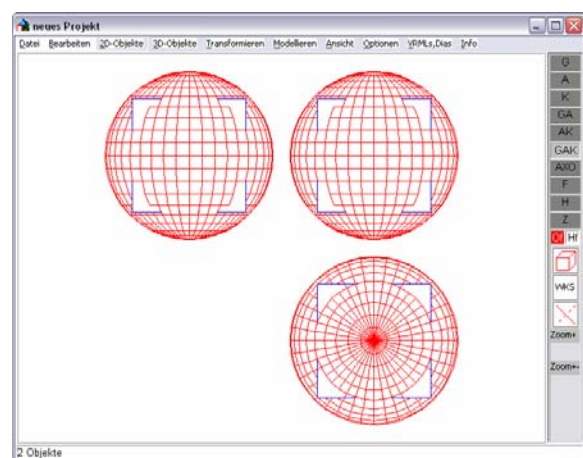 neues Projekt
Datei Bearbeiten 2D-Objekte 3D-Objekte Transformieren Modellieren Ansicht Optionen VRMLs,Dias Info
G
A
K
GA
AK
GAK
AXO
F
H
Z
Of Hf
WKS
Zoom+
Zoom+-
2 Objekte